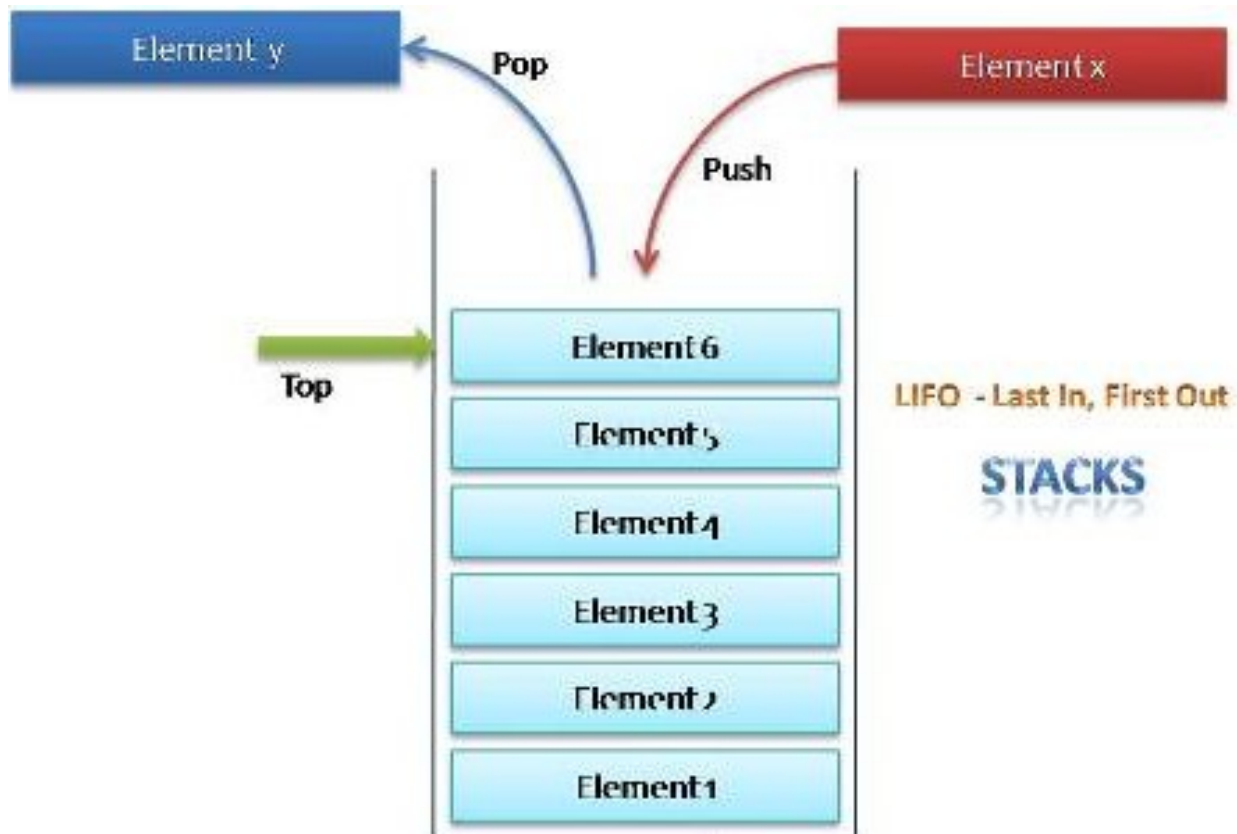 Element y
Element x
Pop
Push
Element 6
Top
Element 5
LIFO - Last In, First Out
STACKS
Element 4
Element 3
Element 2
Element 1